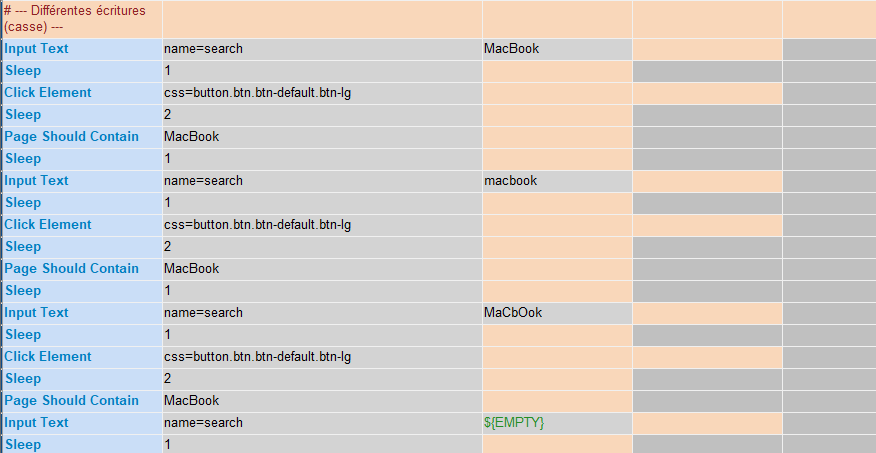 # --- Différentes écritures
(casse) ---
Input Text name=search MacBook
Sleep 1
Click Element css=button.btn.btn-default.btn-lg
Sleep 2
Page Should Contain MacBook
Sleep 1
Input Text name=search macbook
Sleep 1
Click Element css=button.btn.btn-default.btn-lg
Sleep 2
Page Should Contain MacBook
Sleep 1
Input Text name=search MaCbOok
Sleep 1
Click Element css=button.btn.btn-default.btn-lg
Sleep 2
Page Should Contain MacBook
Input Text name=search ${EMPTY}
Sleep 1